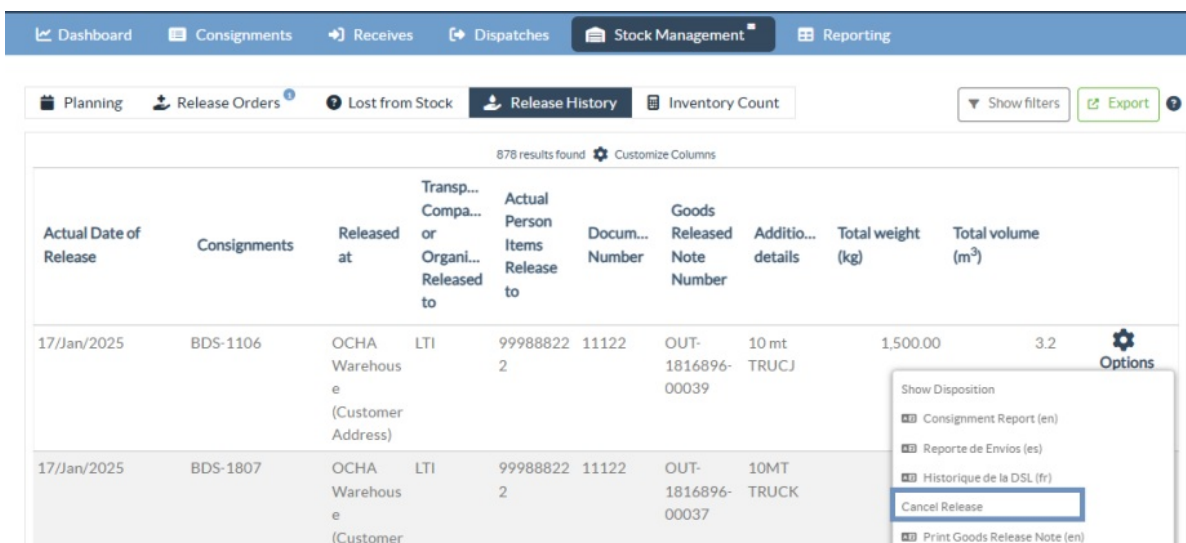 Dashboard Consignments Receives Dispatches Stock Management Reporting
Planning Release Orders 1 Lost from Stock Release History Inventory Count Show filters Export
878 results found Customize Columns
Actual Date of Release
Consignments
Released at
Transp... Compa... or Organi... Released to
Actual Person Items Release to
Docum... Number
Goods Released Note Number
Additio... details
Total weight (kg)
Total volume (m³)
17/Jan/2025 BDS-1106 OCHA LTI 99988822 11122 OUT- 10 mt 1,500.00 3.2
Warehous 2 1816896- TRUCJ Options
e 00039
(Customer
Address)
Show Disposition
Consignment Report (en)
Reporte de Envíos (es)
Historique de la DSL (fr)
Cancel Release
Print Goods Release Note (en)
17/Jan/2025 BDS-1807 OCHA LTI 99988822 11122 OUT- 10MT
Warehous 2 1816896- TRUCK
e 00037
(Customer